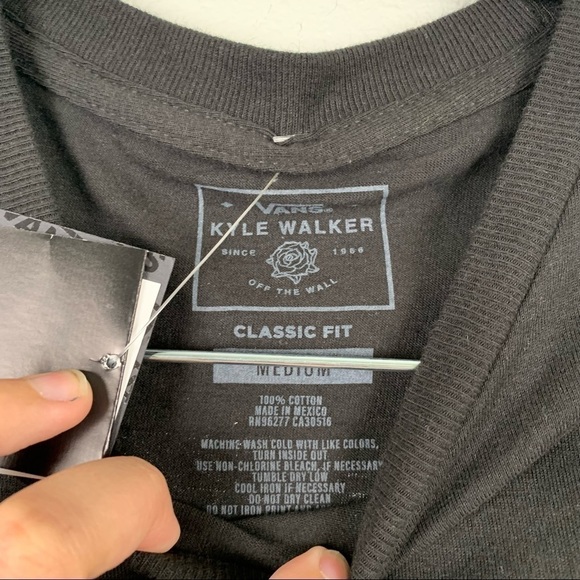 VANS
VANS®
KYLE WALKER
SINCE 1966
OFF THE WALL
CLASSIC FIT
MEDIUM
100% COTTON
MADE IN MEXICO
RN96277 CA30516
MACHINE WASH COLD WITH LIKE COLORS,
TURN INSIDE OUT
USE NON-CHLORINE BLEACH, IF NECESSARY
TUMBLE DRY LOW
COOL IRON IF NECESSARY
DO NOT DRY CLEAN
DO NOT IRON PRINT AND